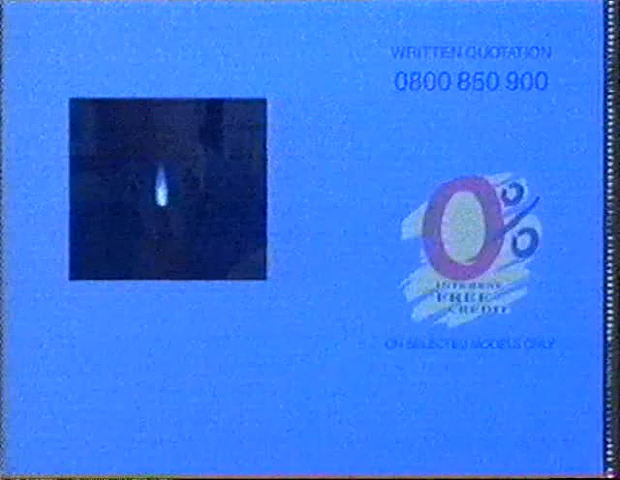 WRITTEN QUOTATION
0800 850 900
0%
INTEREST
FREE
CREDIT
ON SELECTED MODELS ONLY